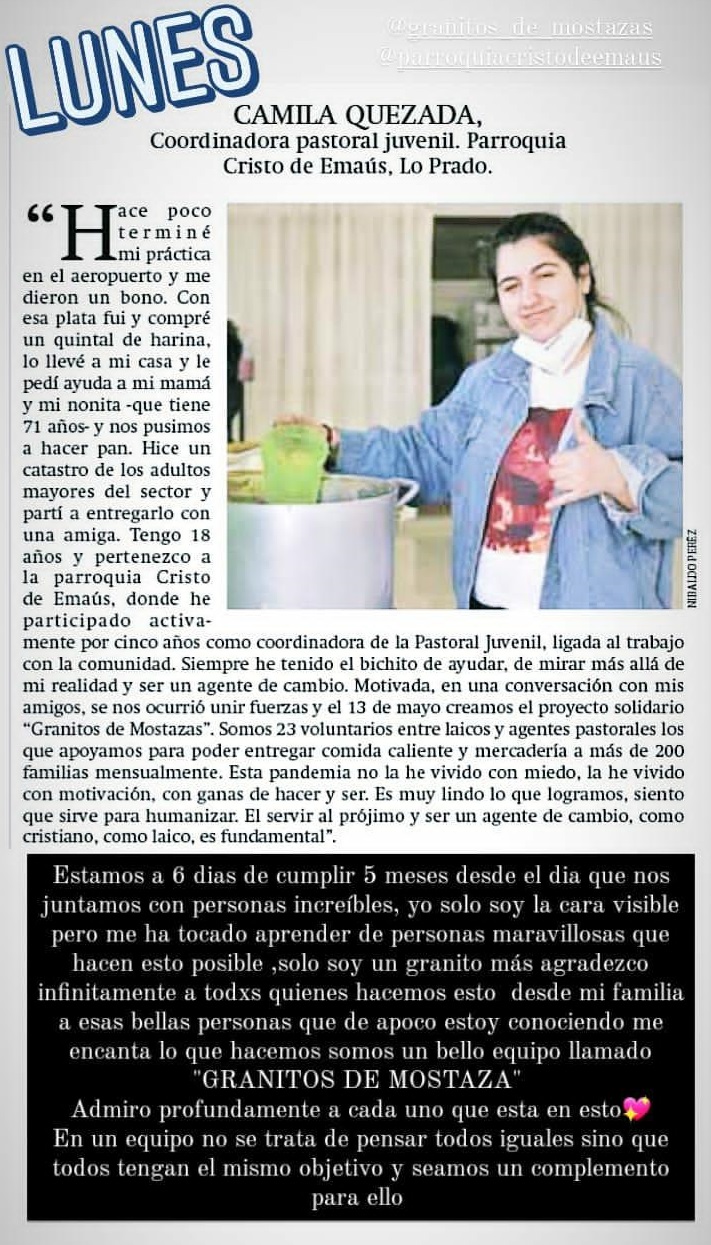 LUNES
@granitos_de_mostazas
@parroquiacristodeemaus
CAMILA QUEZADA,
Coordinadora pastoral juvenil. Parroquia
Cristo de Emaús, Lo Prado.
“Hace poco
terminé
mi práctica
en el aeropuerto y me
dieron un bono. Con
esa plata fui y compré
un quintal de harina,
lo llevé a mi casa y le
pedí ayuda a mi mamá
y mi nonita -que tiene
71 años- y nos pusimos
a hacer pan. Hice un
catastro de los adultos
mayores del sector y
partí a entregarlo con
una amiga. Tengo 18
años y pertenezco a
la parroquia Cristo
de Emaús, donde he
participado activa-
mente por cinco años como coordinadora de la Pastoral Juvenil, ligada al trabajo
con la comunidad. Siempre he tenido el bichito de ayudar, de mirar más allá de
mi realidad y ser un agente de cambio. Motivada, en una conversación con mis
amigos, se nos ocurrió unir fuerzas y el 13 de mayo creamos el proyecto solidario
“Granitos de Mostazas”. Somos 23 voluntarios entre laicos y agentes pastorales los
que apoyamos para poder entregar comida caliente y mercadería a más de 200
familias mensualmente. Esta pandemia no la he vivido con miedo, la he vivido
con motivación, con ganas de hacer y ser. Es muy lindo lo que logramos, siento
que sirve para humanizar. El servir al prójimo y ser un agente de cambio, como
cristiano, como laico, es fundamental”.
NIBALDO PERÉZ
Estamos a 6 dias de cumplir 5 meses desde el dia que nos
juntamos con personas increíbles, yo solo soy la cara visible
pero me ha tocado aprender de personas maravillosas que
hacen esto posible ,solo soy un granito más agradezco
infinitamente a todxs quienes hacemos esto desde mi familia
a esas bellas personas que de apoco estoy conociendo me
encanta lo que hacemos somos un bello equipo llamado
"GRANITOS DE MOSTAZA"
Admiro profundamente a cada uno que esta en esto💖
En un equipo no se trata de pensar todos iguales sino que
todos tengan el mismo objetivo y seamos un complemento
para ello